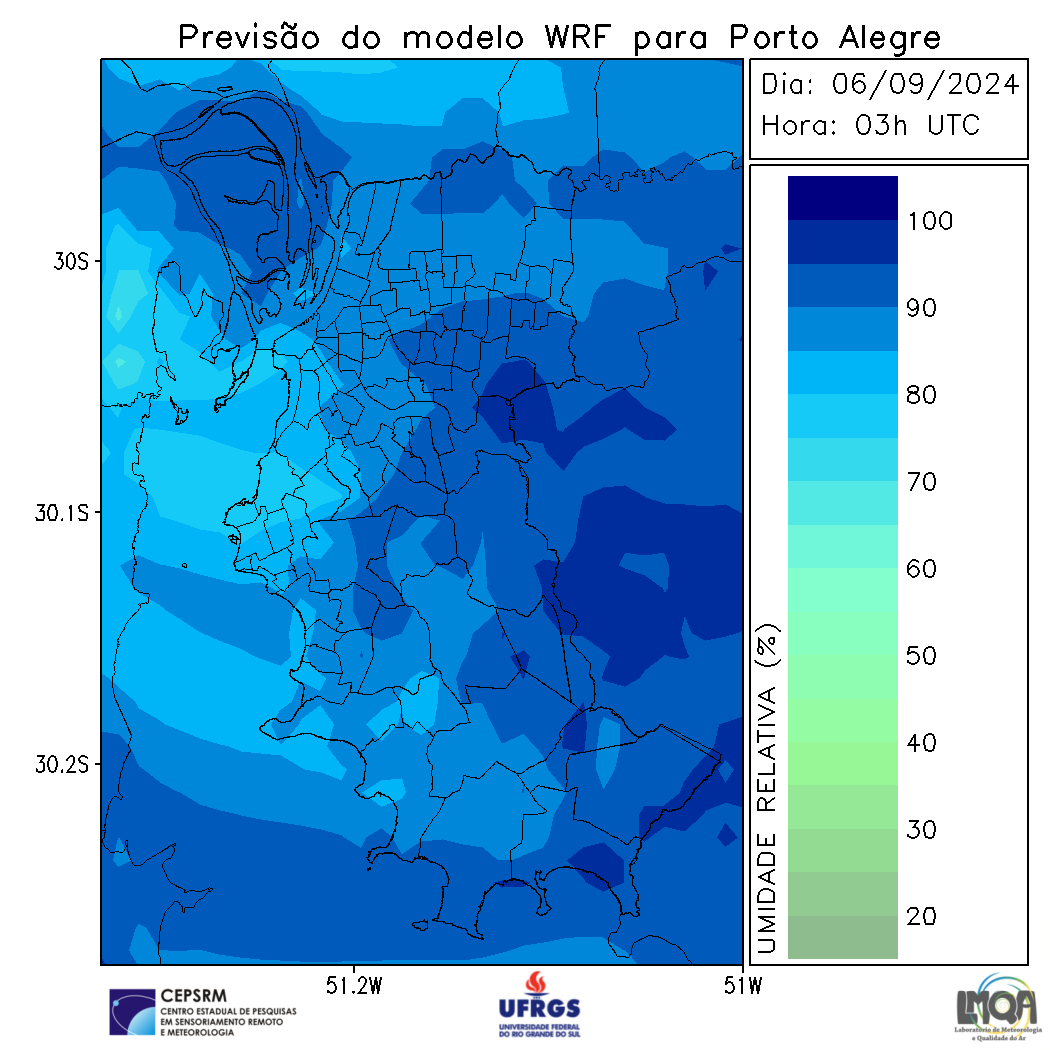 Previsão do modelo WRF para Porto Alegre
Dia: 06/09/2024
Hora: 03h UTC
100
90
80
70
60
50
40
30
20
UMIDADE RELATIVA (%)
30S
30.1S
30.2S
51.2W
51W
CEPSRM
CENTRO ESTADUAL DE PESQUISAS
EM SENSORIAMENTO REMOTO
E METEOROLOGIA
UFRGS
UNIVERSIDADE FEDERAL
DO RIO GRANDE DO SUL
LMQA
Laboratório de Meteorologia
e Qualidade do Ar